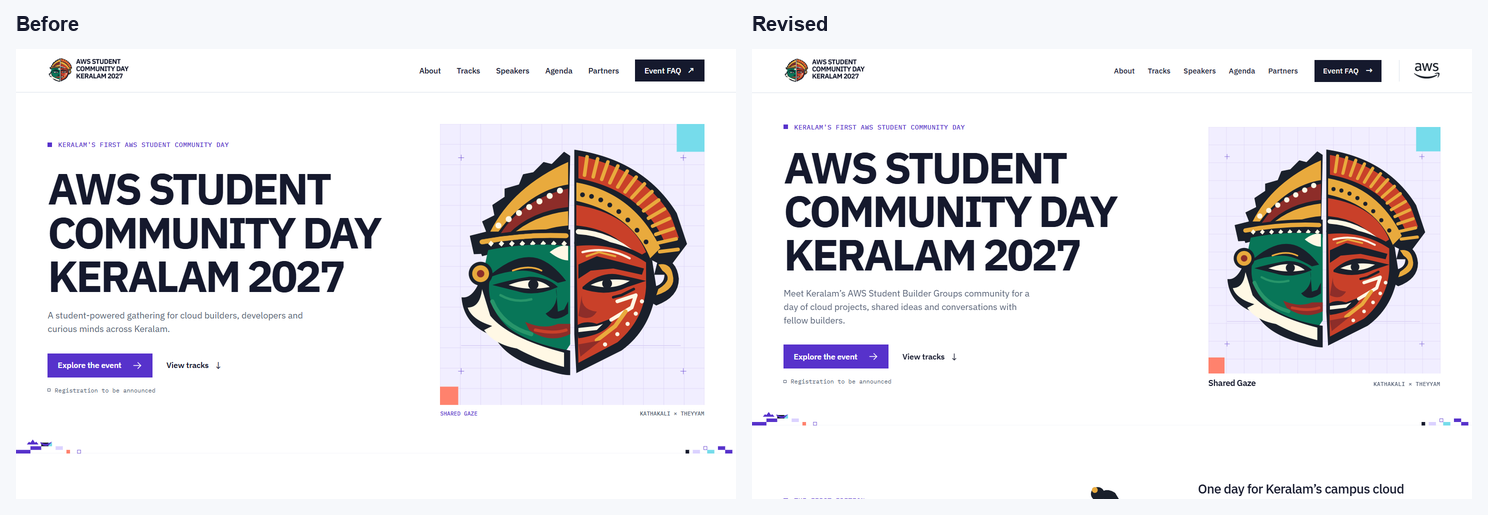 Before
Revised
AWS STUDENT
COMMUNITY DAY
KERALAM 2027
About
Tracks
Speakers
Agenda
Partners
Event FAQ ↗
KERALAM'S FIRST AWS STUDENT COMMUNITY DAY
AWS STUDENT
COMMUNITY DAY
KERALAM 2027
A student-powered gathering for cloud builders, developers and
curious minds across Keralam.
Explore the event →
View tracks ↓
Registration to be announced
SHARED GAZE
KATHAKALI × THEYYAM
AWS STUDENT
COMMUNITY DAY
KERALAM 2027
About
Tracks
Speakers
Agenda
Partners
Event FAQ →
aws
KERALAM'S FIRST AWS STUDENT COMMUNITY DAY
AWS STUDENT
COMMUNITY DAY
KERALAM 2027
Meet Keralam’s AWS Student Builder Groups community for a
day of cloud projects, shared ideas and conversations with
fellow builders.
Explore the event →
View tracks ↓
Registration to be announced
Shared Gaze
KATHAKALI × THEYYAM
One day for Keralam’s campus cloud